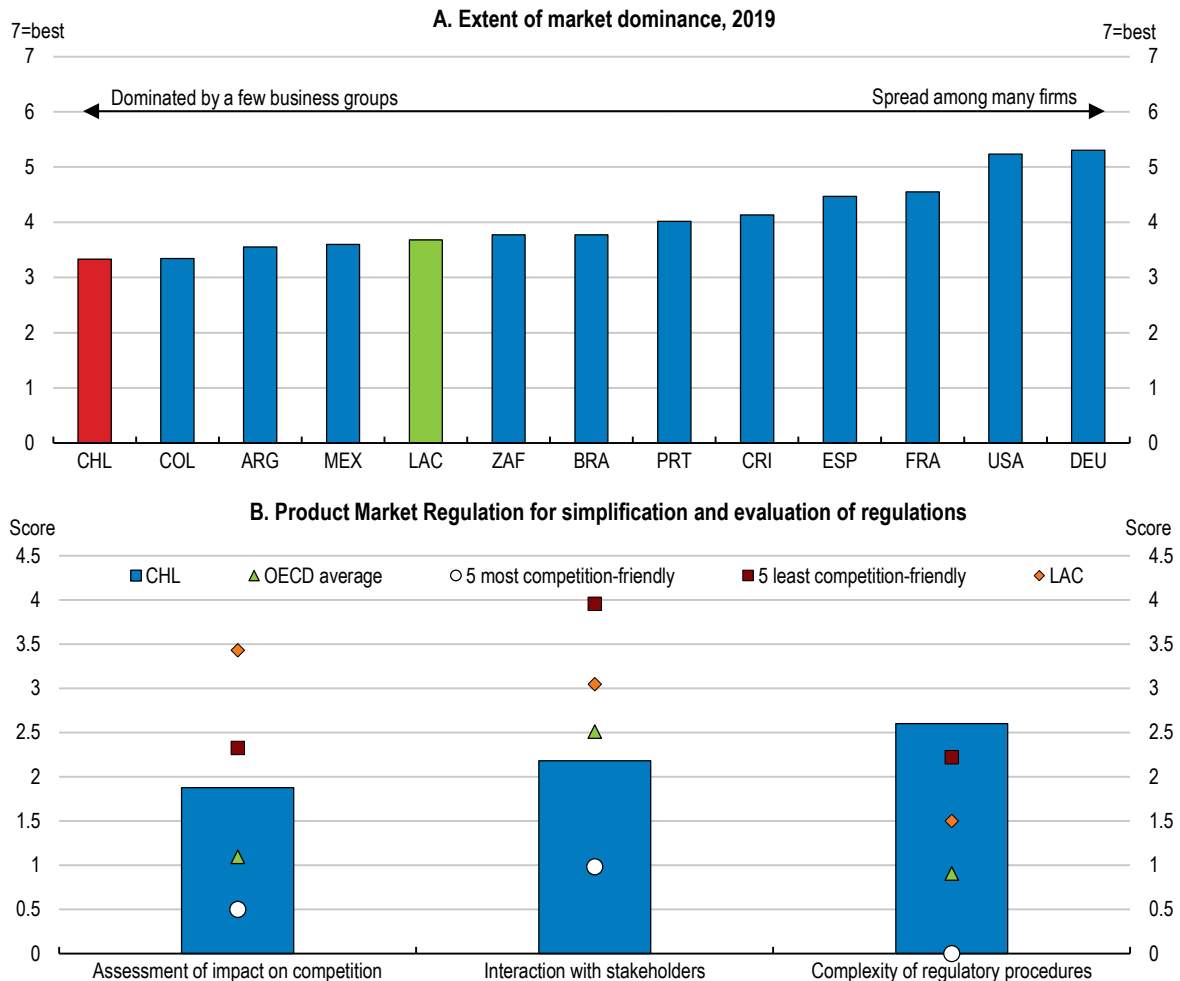 A. Extent of market dominance, 2019
7=best 7=best
7 7
Dominated by a few business groups Spread among many firms
6 6
5 5
4 4
3 3
2 2
1 1
0 0
CHL COL ARG MEX LAC ZAF BRA PRT CRI ESP FRA USA DEU
B. Product Market Regulation for simplification and evaluation of regulations
Score Score
4.5 4.5
CHL OECD average 5 most competition-friendly 5 least competition-friendly LAC
4 4
3.5 3.5
3 3
2.5 2.5
2 2
1.5 1.5
1 1
0.5 0.5
0 0
Assessment of impact on competition Interaction with stakeholders Complexity of regulatory procedures